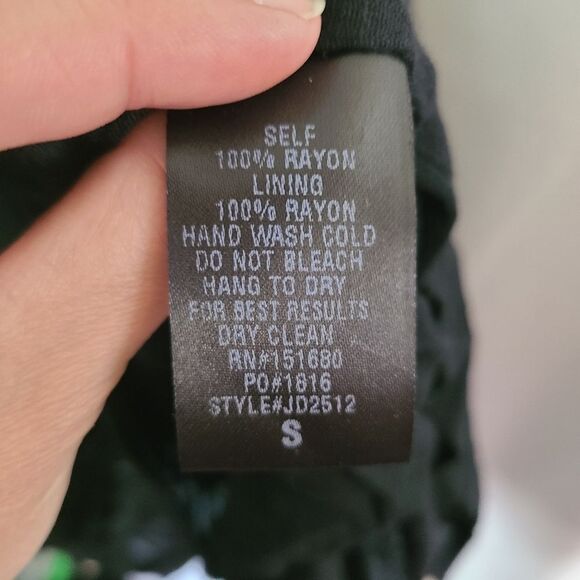 SELF
100% RAYON
LINING
100% RAYON
HAND WASH COLD
DO NOT BLEACH
HANG TO DRY
FOR BEST RESULTS
DRY CLEAN
RN#151680
PO#1816
STYLE#JD2512
S